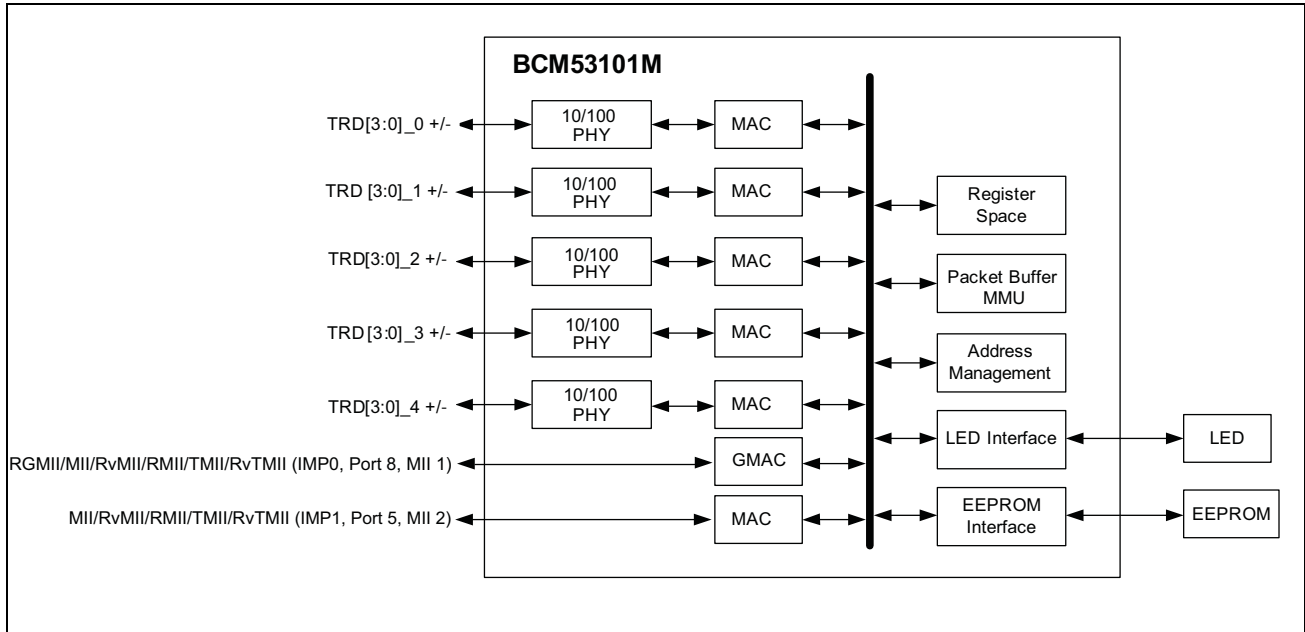 BCM53101M
TRD[3:0]_0 +/-
10/100
PHY
MAC
TRD [3:0]_1 +/-
10/100
PHY
MAC
Register
Space
TRD[3:0]_2 +/-
10/100
PHY
MAC
Packet Buffer
MMU
TRD[3:0]_3 +/-
10/100
PHY
MAC
Address
Management
TRD[3:0]_4 +/-
10/100
PHY
MAC
LED Interface
LED
RGMII/MII/RvMII/RMII/TMII/RvTMII (IMP0, Port 8, MII 1)
GMAC
MII/RvMII/RMII/TMII/RvTMII (IMP1, Port 5, MII 2)
MAC
EEPROM
Interface
EEPROM